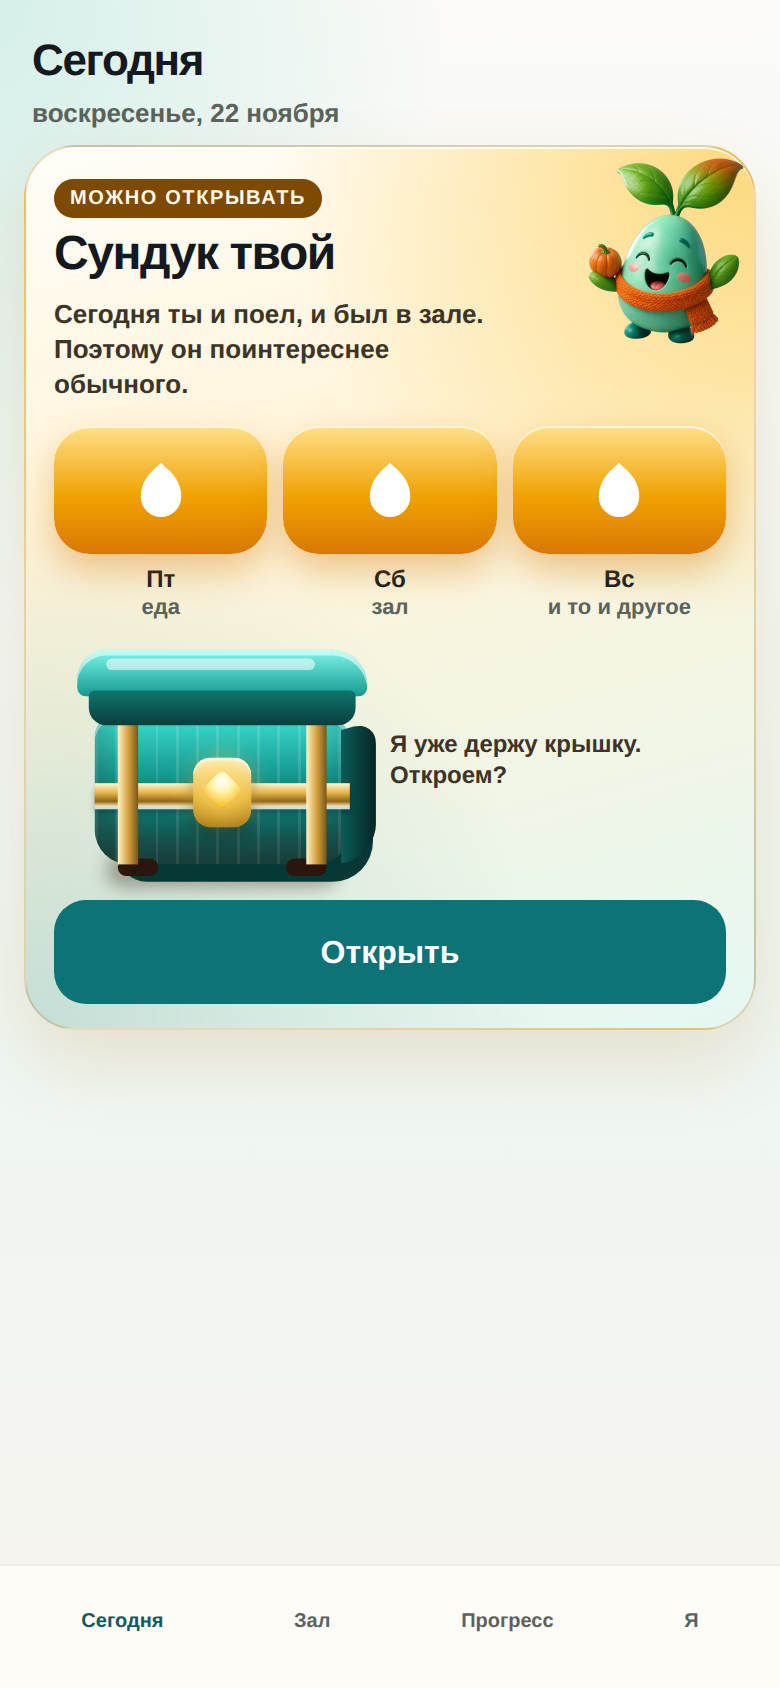 Сегодня
воскресенье, 22 ноября
МОЖНО ОТКРЫВАТЬ
Сундук твой
Сегодня ты и поел, и был в зале.
Поэтому он поинтереснее
обычного.
Пт
еда
Сб
зал
Вс
и то и другое
Я уже держу крышку.
Откроем?
Открыть
Сегодня
Зал
Прогресс
Я